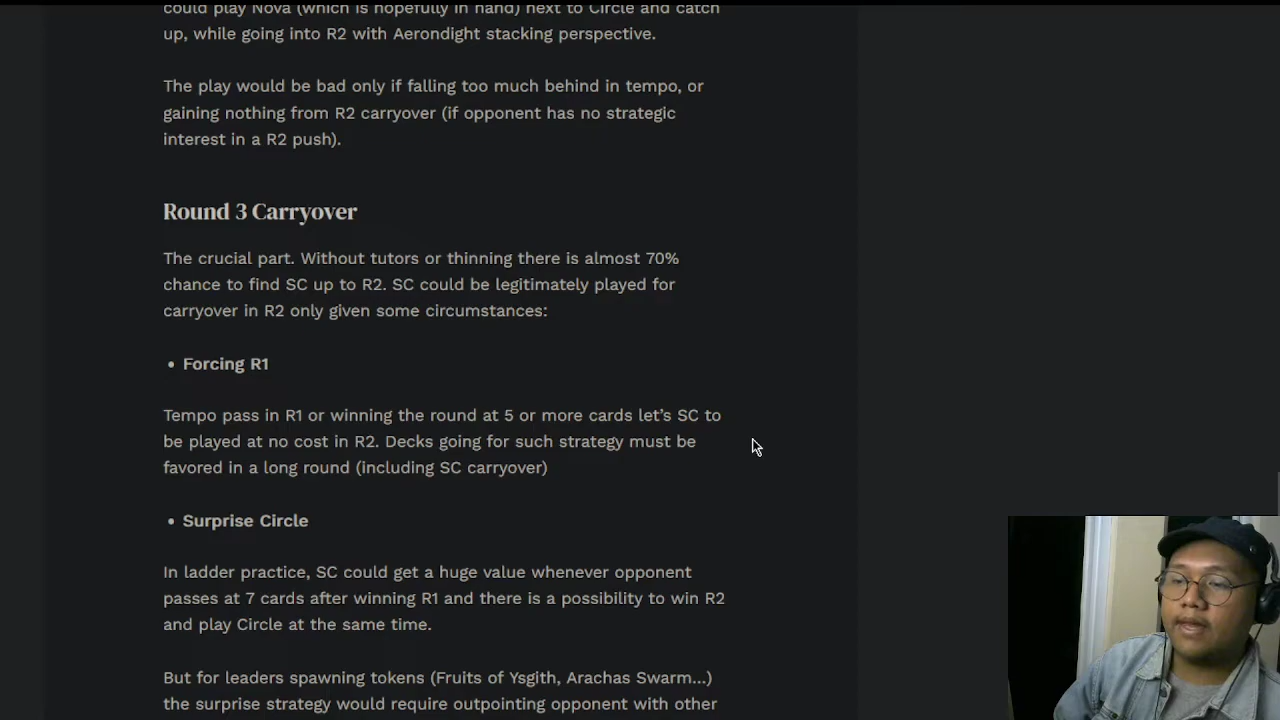 could play Nova (which is hopefully in hand) next to Circle and catch
up, while going into R2 with Aerondight stacking perspective.
The play would be bad only if falling too much behind in tempo, or
gaining nothing from R2 carryover (if opponent has no strategic
interest in a R2 push).
Round 3 Carryover
The crucial part. Without tutors or thinning there is almost 70%
chance to find SC up to R2. SC could be legitimately played for
carryover in R2 only given some circumstances:
• Forcing R1
Tempo pass in R1 or winning the round at 5 or more cards let’s SC to
be played at no cost in R2. Decks going for such strategy must be
favored in a long round (including SC carryover)
• Surprise Circle
In ladder practice, SC could get a huge value whenever opponent
passes at 7 cards after winning R1 and there is a possibility to win R2
and play Circle at the same time.
But for leaders spawning tokens (Fruits of Ysgith, Arachas Swarm...)
the surprise strategy would require outpointing opponent with other